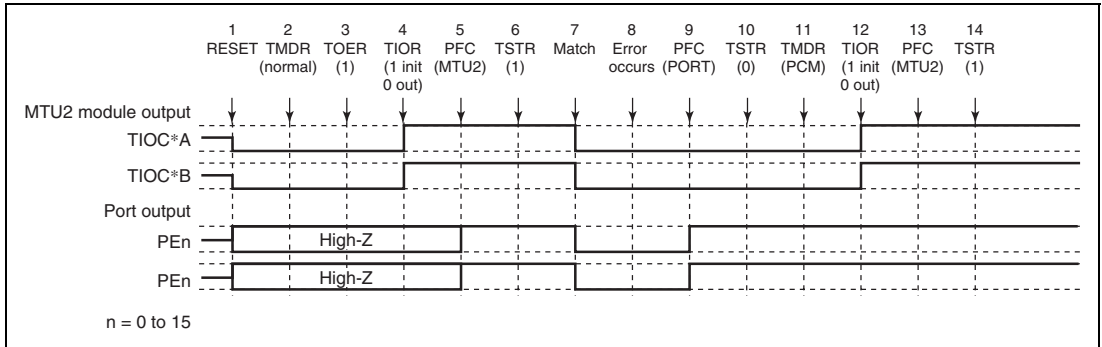 1 2 3 4 5 6 7 8 9 10 11 12 13 14
RESET TMDR TOER TIOR PFC TSTR Match Error PFC TSTR TMDR TIOR PFC TSTR
(normal) (1) (1 init (MTU2) (1) occurs (PORT) (0) (PCM) (1 init (MTU2) (1)
0 out) 0 out)
MTU2 module output
TIOC*A
TIOC*B
Port output
PEn High-Z
PEn High-Z
n = 0 to 15